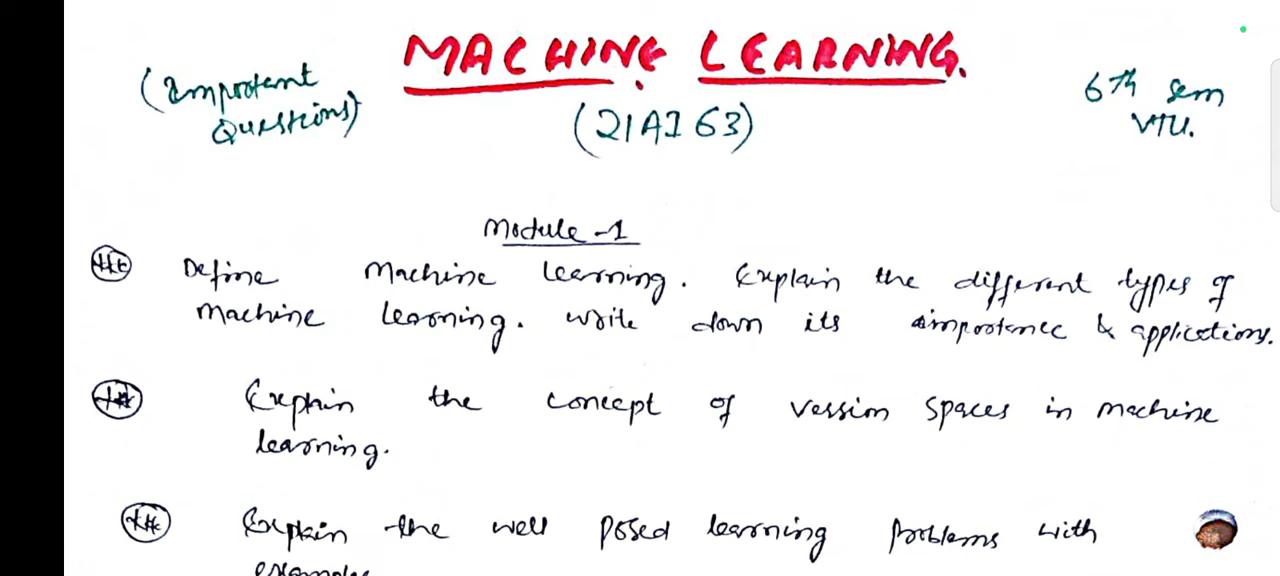 MACHINE LEARNING.
(Important
Questions)
(21AI63)
6th sem
VTU.
Module-1
Define Machine learning. Explain the different types of
Machine learning. write down its importance & applications.
Explain the concept of version spaces in machine
learning.
Explain the well posed learning problems with
examples